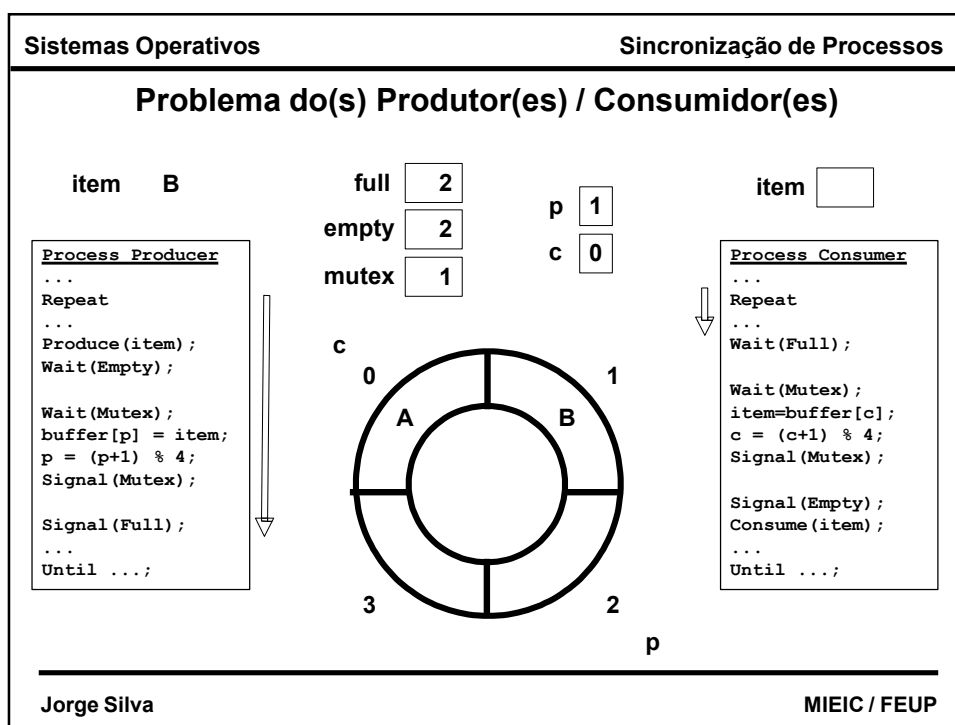 Sistemas Operativos Sincronização de Processos
Problema do(s) Produtor(es) / Consumidor(es)
item B
full 2
empty 2
mutex 1
p 1
c 0
item
Process Producer
...
Repeat
...
Produce(item);
Wait(Empty);
Wait(Mutex);
buffer[p] = item;
p = (p+1) % 4;
Signal(Mutex);
Signal(Full);
...
Until ...;
c
0
1
A
B
3
2
p
Process Consumer
...
Repeat
...
Wait(Full);
Wait(Mutex);
item=buffer[c];
c = (c+1) % 4;
Signal(Mutex);
Signal(Empty);
Consume(item);
...
Until ...;
Jorge Silva MIEIC / FEUP